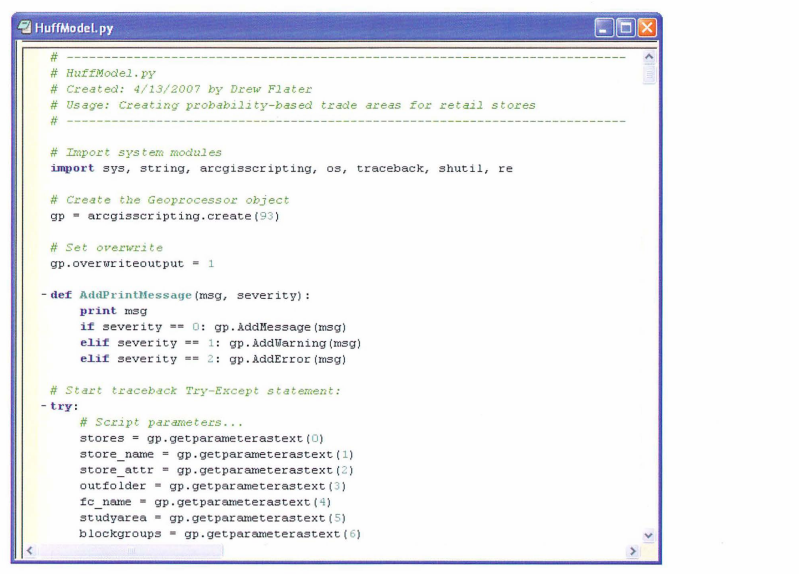 HuffModel.py
# ---------------------------------------------------------------------------
# HuffModel.py
# Created: 4/13/2007 by Drew Flater
# Usage: Creating probability-based trade areas for retail stores
# ---------------------------------------------------------------------------
# Import system modules
import sys, string, arcgisscripting, os, traceback, shutil, re
# Create the Geoprocessor object
gp = arcgisscripting.create(93)
# Set overwrite
gp.overwriteoutput = 1
def AddPrintMessage(msg, severity):
print msg
if severity == 0: gp.AddMessage(msg)
elif severity == 1: gp.AddWarning(msg)
elif severity == 2: gp.AddError(msg)
# Start traceback Try-Except statement:
try:
# Script parameters...
stores = gp.getparameterastext(0)
store_name = gp.getparameterastext(1)
store_attr = gp.getparameterastext(2)
outfolder = gp.getparameterastext(3)
fc_name = gp.getparameterastext(4)
studyarea = gp.getparameterastext(5)
blockgroups = gp.getparameterastext(6)